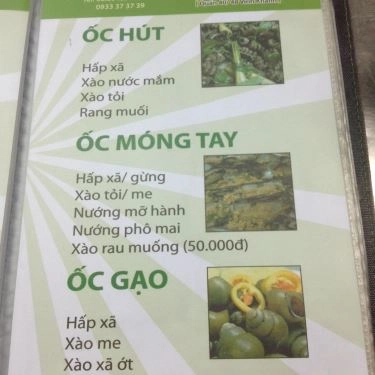 0933 37 37 39
ỐC HÚT
Hấp xã
Xào nước mắm
Xào tỏi
Rang muối
ỐC MÓNG TAY
Hấp xã/ gừng
Xào tỏi/ me
Nướng mỡ hành
Nướng phô mai
Xào rau muống (50.000đ)
ỐC GẠO
Hấp xã
Xào me
Xào xã ớt